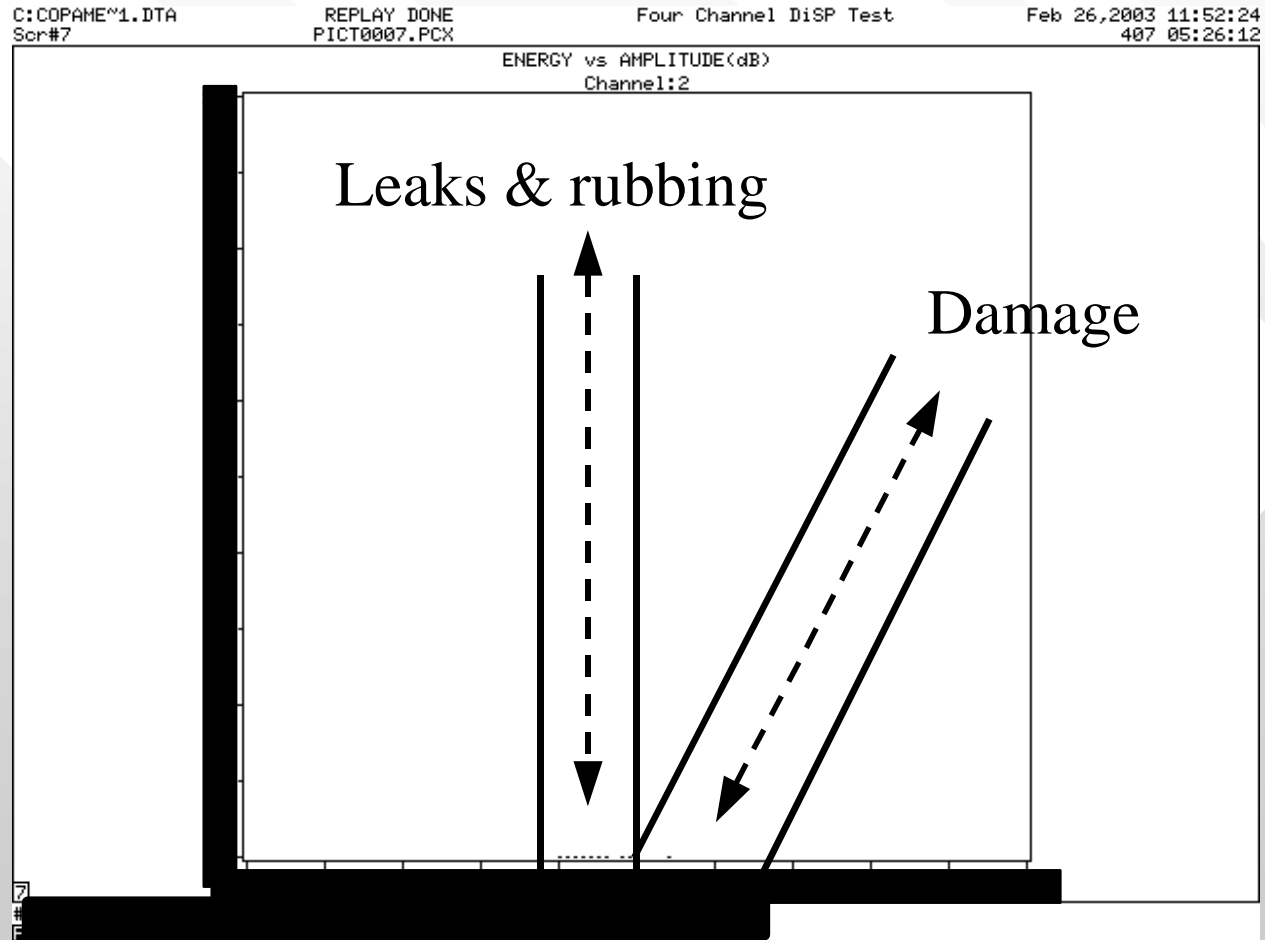 C:COPAME~1.DTA REPLAY DONE Four Channel DiSP Test Feb 26,2003 11:52:24
Scr#7 PICT0007.PCX 407 05:26:12
ENERGY vs AMPLITUDE(dB)
Channel:2
Leaks & rubbing
Damage
7
#